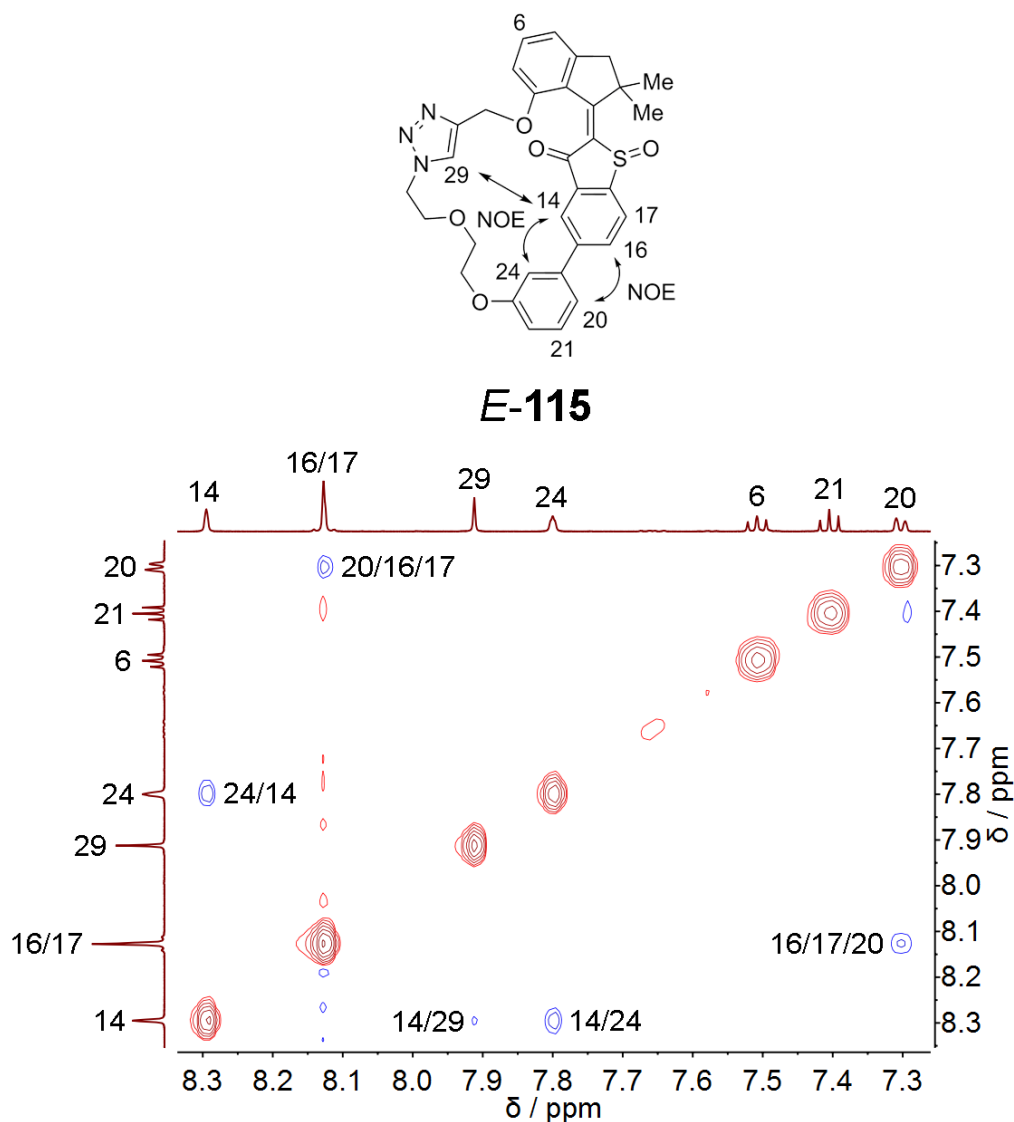 6
Me
Me
N
N
N
O
O
S
O
29
14
17
O
NOE
24
16
NOE
O
20
21
E-115
14
16/17
29
24
6
21
20
20
20/16/17
7.3
21
7.4
6
7.5
7.6
7.7
24
24/14
7.8
29
7.9
8.0
16/17
16/17/20
8.1
8.2
14
14/29
14/24
8.3
δ / ppm
8.3 8.2 8.1 8.0 7.9 7.8 7.7 7.6 7.5 7.4 7.3
δ / ppm